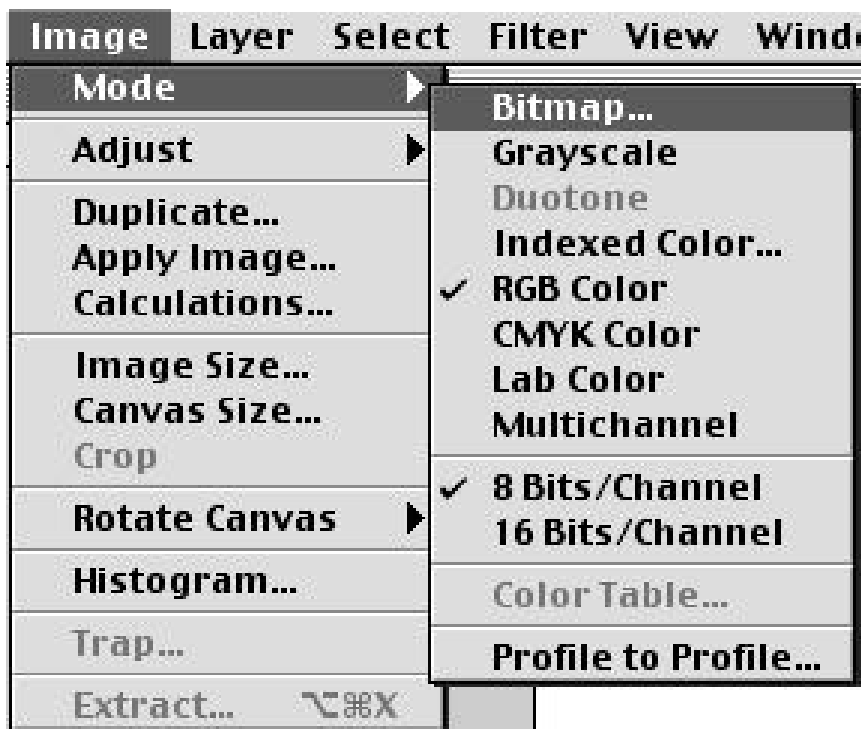 Image Layer Select Filter View
Mode
Adjust
Duplicate...
Apply Image...
Calculations...
Image Size...
Canvas Size...
Crop
Rotate Canvas
Histogram...
Trap...
Extract... ⌥⌘X
Bitmap...
Grayscale
Duotone
Indexed Color...
✓ RGB Color
CMYK Color
Lab Color
Multichannel
✓ 8 Bits/Channel
16 Bits/Channel
Color Table...
Profile to Profile...